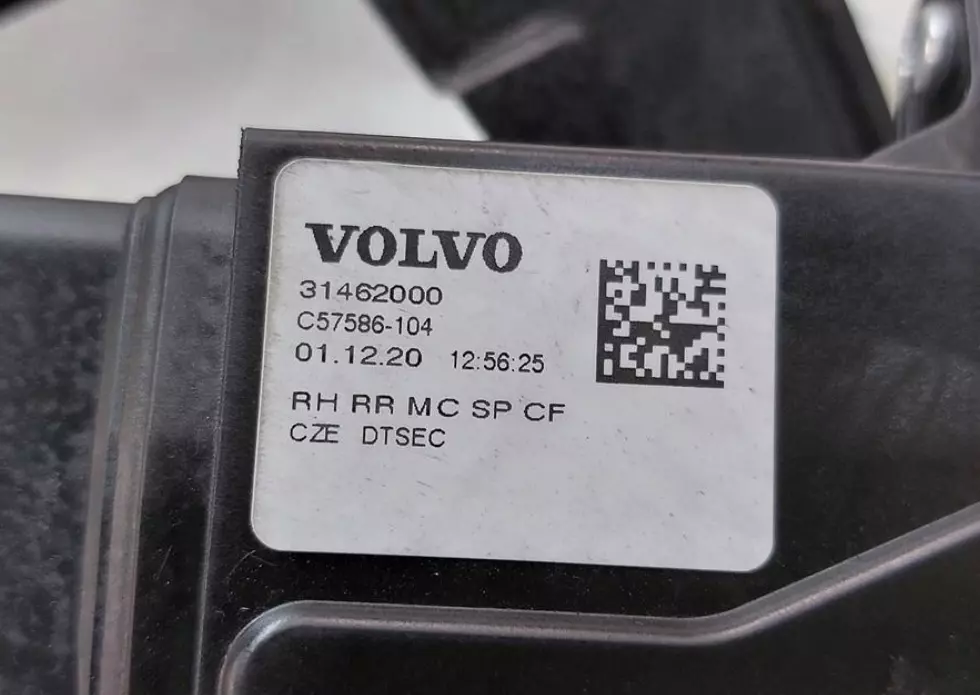 VOLVO
31462000
C57586-104
01.12.20 12:56:25
RH RR MC SP CF
CZE DTSEC